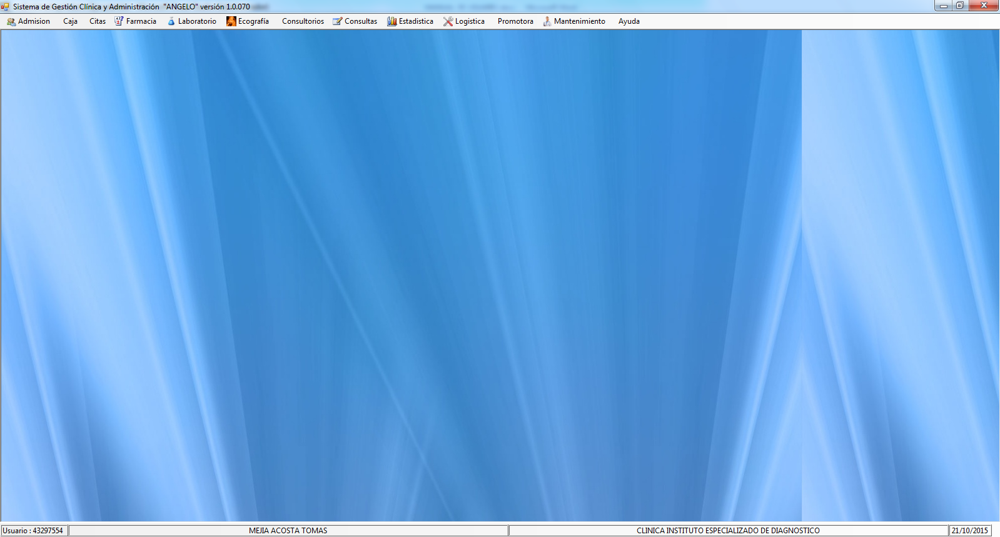 Sistema de Gestión Clínica y Administración "ANGELO" versión 1.0.070
Admision Caja Citas Farmacia Laboratorio Ecografía Consultorios Consultas Estadistica Logistica Promotora Mantenimiento Ayuda
Usuario : 43297554 MEJIA ACOSTA TOMAS CLINICA INSTITUTO ESPECIALIZADO DE DIAGNOSTICO 21/10/2015